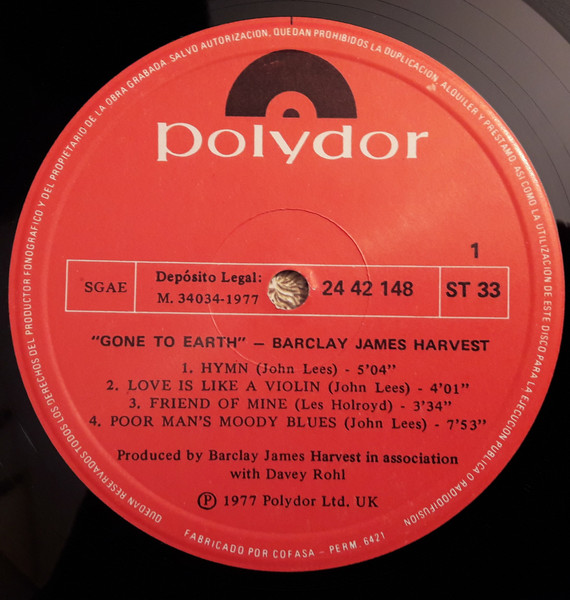 QUEDAN RESERVADOS TODOS LOS DERECHOS DEL PRODUCTOR FONOGRAFICO Y DEL PROPIETARIO DE LA OBRA GRABADA. SALVO AUTORIZACION, QUEDAN PROHIBIDOS LA DUPLICACION, ALQUILER Y PRESTAMO, ASI COMO LA UTILIZACION DE ESTE DISCO PARA LA EJECUCION PUBLICA O RADIODIFUSION
polydor
1
SGAE
Depósito Legal:
M. 34034-1977
24 42 148
ST 33
"GONE TO EARTH" — BARCLAY JAMES HARVEST
1. HYMN (John Lees) - 5'04"
2. LOVE IS LIKE A VIOLIN (John Lees) - 4'01"
3. FRIEND OF MINE (Les Holroyd) - 3'34"
4. POOR MAN'S MOODY BLUES (John Lees) - 7'53"
Produced by Barclay James Harvest in association
with Davey Rohl
Ⓟ 1977 Polydor Ltd. UK
FABRICADO POR COFASA - PERM. 6421